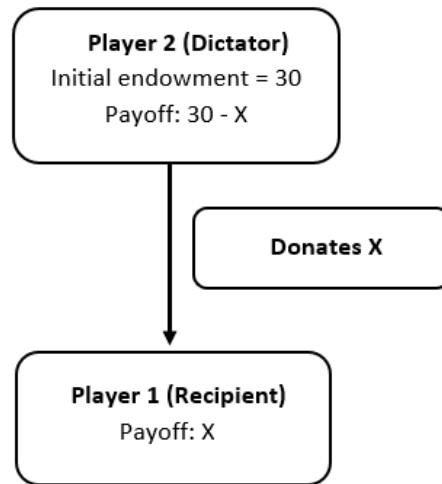 Player 2 (Dictator)
Initial endowment = 30
Payoff: 30 - X
Donates X
Player 1 (Recipient)
Payoff: X